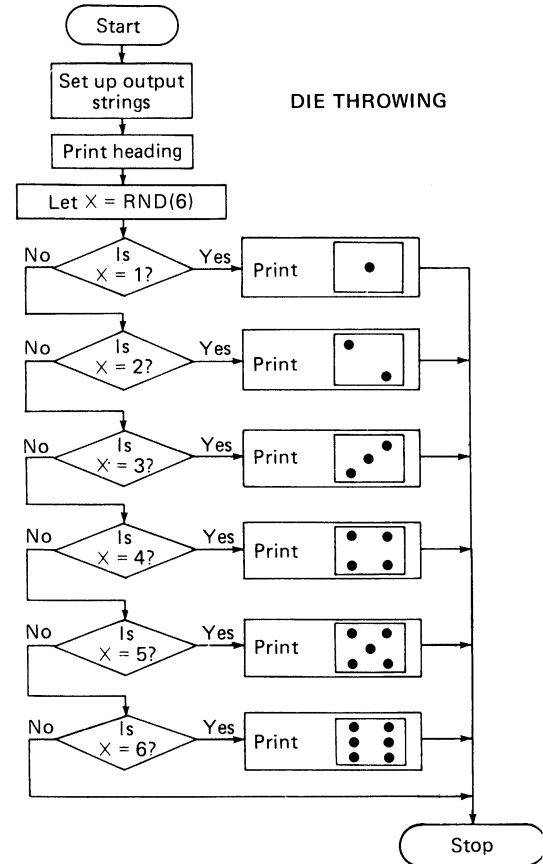 Start
Set up output
strings
DIE THROWING
Print heading
Let X = RND(6)
No
Is
X = 1?
Yes
Print
No
Is
X = 2?
Yes
Print
No
Is
X = 3?
Yes
Print
No
Is
X = 4?
Yes
Print
No
Is
X = 5?
Yes
Print
No
Is
X = 6?
Yes
Print
Stop